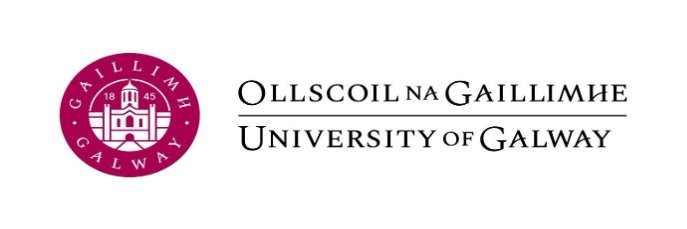 GAILLIMH
18 45
GALWAY
OLLSCOIL NA GAILLIMHE
UNIVERSITY OF GALWAY